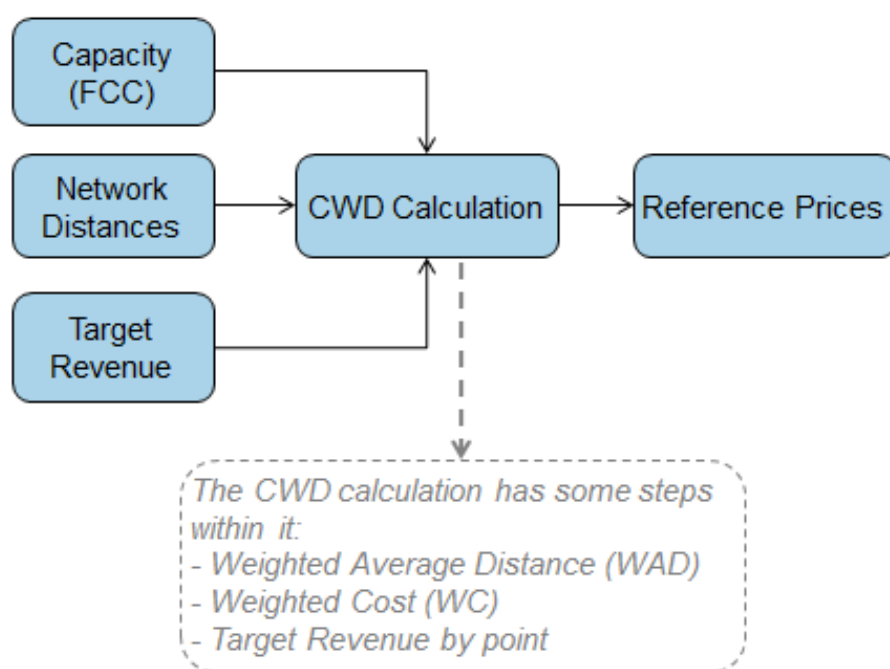 Capacity
(FCC)
Network
Distances
CWD Calculation
Reference Prices
Target
Revenue
The CWD calculation has some steps
within it:
- Weighted Average Distance (WAD)
- Weighted Cost (WC)
- Target Revenue by point